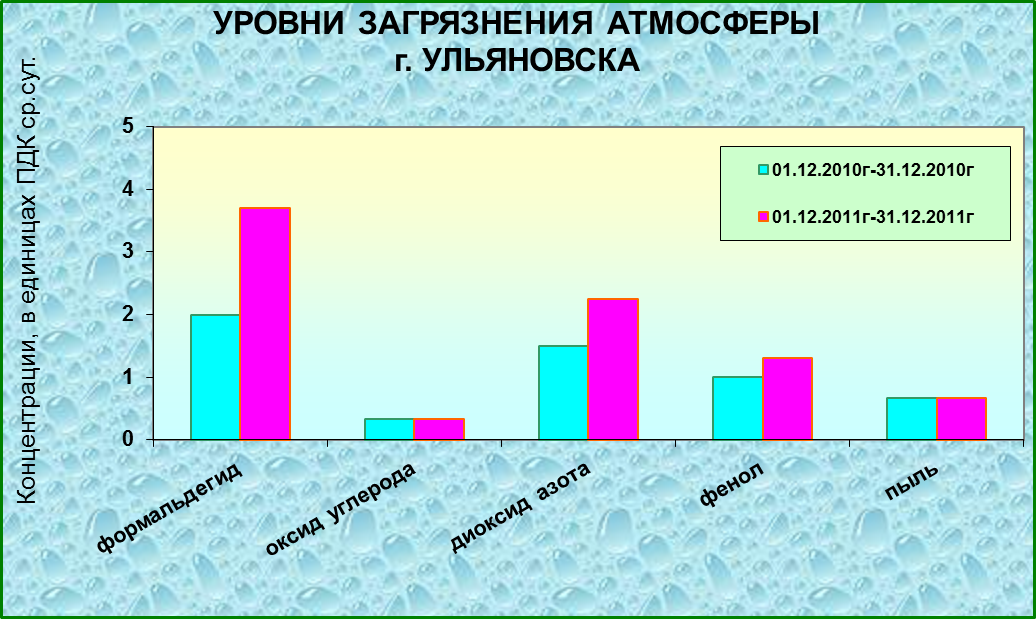 УРОВНИ ЗАГРЯЗНЕНИЯ АТМОСФЕРЫ
г. УЛЬЯНОВСКА
Концентрации, в единицах ПДК ср.сут.
5
4
3
2
1
0
01.12.2010г-31.12.2010г
01.12.2011г-31.12.2011г
формальдегид
оксид углерода
диоксид азота
фенол
пыль